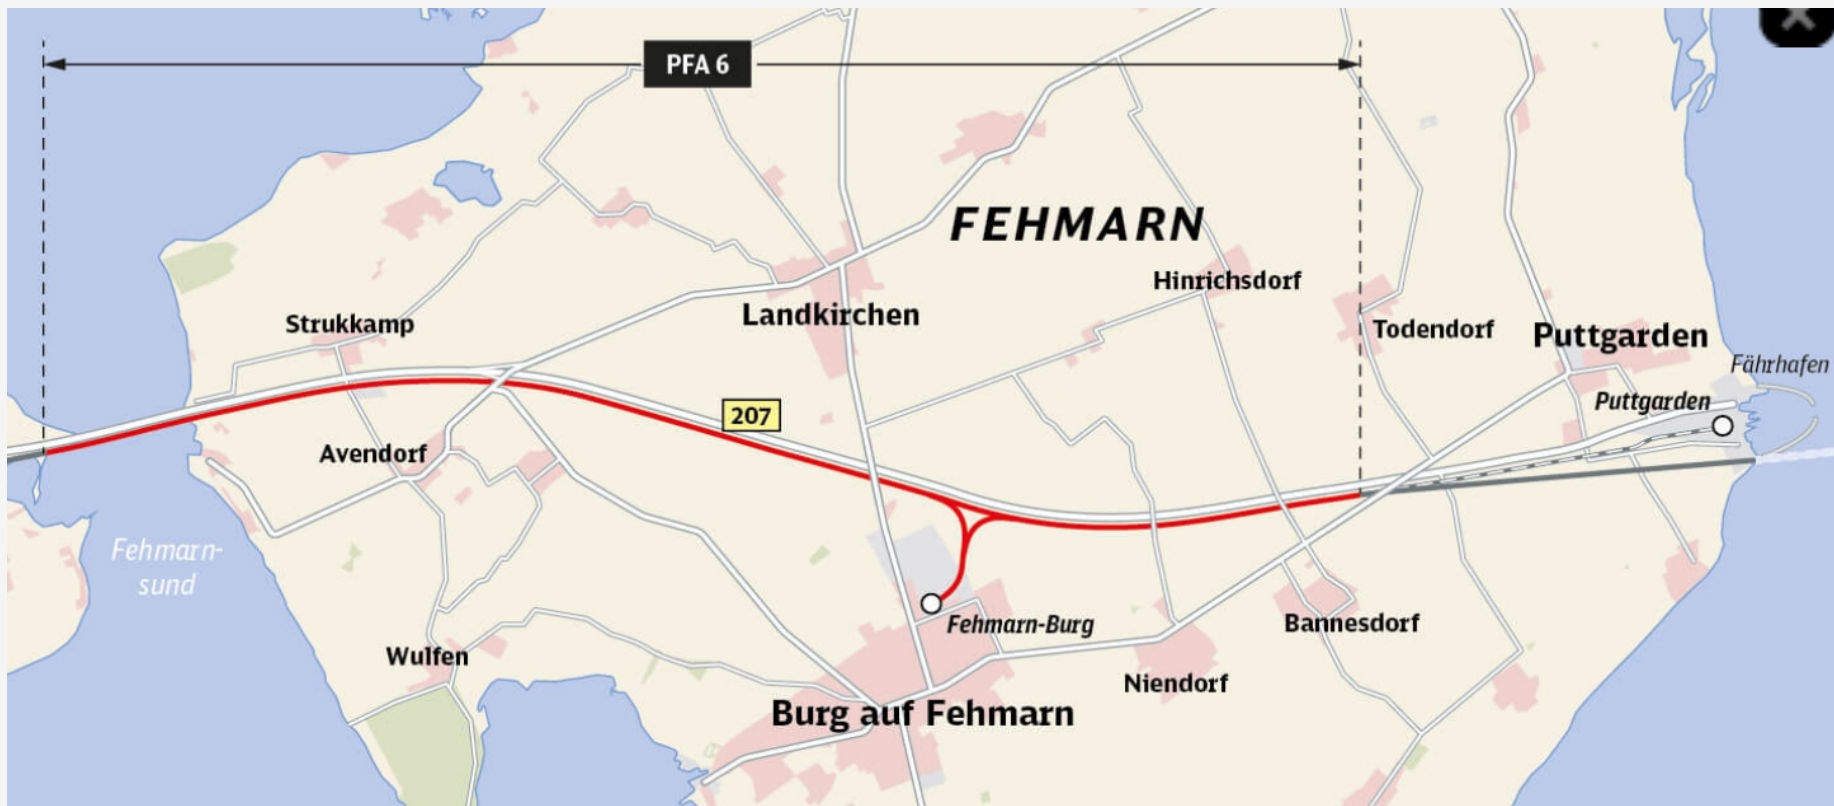 PFA 6
FEHMARN
Hinrichsdorf
Landkirchen
Strukkamp
Todendorf
Puttgarden
Fährhafen
Puttgarden
207
Avendorf
Fehmarn-
sund
Fehmarn-Burg
Bannesdorf
Wulfen
Niendorf
Burg auf Fehmarn